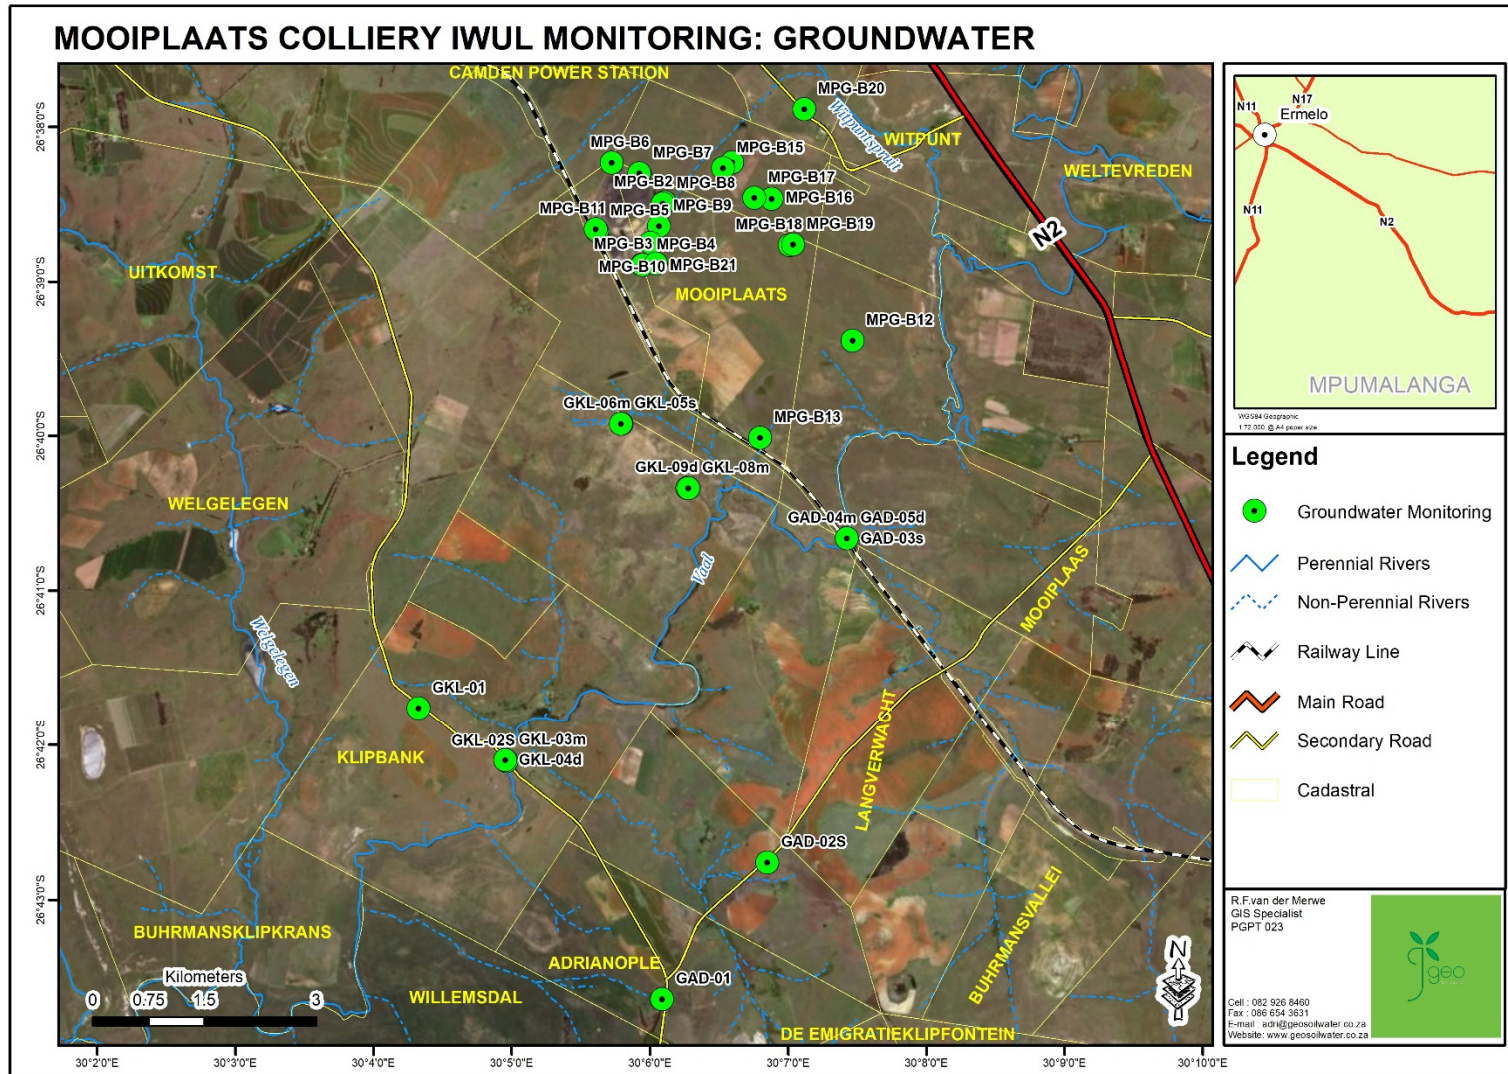 MOOIPLAATS COLLIERY IWUL MONITORING: GROUNDWATER
CAMDEN POWER STATION
MPG-B20
Witpuntspruit
WITPUNT
WELTEVREDEN
MPG-B6
MPG-B7
MPG-B15
MPG-B2
MPG-B8
MPG-B17
MPG-B16
MPG-B11
MPG-B5
MPG-B9
MPG-B18
MPG-B19
MPG-B3
MPG-B4
MPG-B10
MPG-B21
N2
UITKOMST
MOOIPLAATS
MPG-B12
GKL-06m GKL-05s
MPG-B13
GKL-09d GKL-08m
WELGELEGEN
GAD-04m GAD-05d
GAD-03s
Vaal
MOOIPLAAS
Welgelegen
GKL-01
GKL-02S GKL-03m
GKL-04d
KLIPBANK
LANGVERWACHT
GAD-02S
BUHRMANSVALLEI
BUHRMANSKLIPKRANS
ADRIANOPLE
GAD-01
WILLEMSDAL
DE EMIGRATIEKLIPFONTEIN
Kilometers
0 0.75 1.5 3
N
26°38'0"S
26°39'0"S
26°40'0"S
26°41'0"S
26°42'0"S
26°43'0"S
30°2'0"E 30°3'0"E 30°4'0"E 30°5'0"E 30°6'0"E 30°7'0"E 30°8'0"E 30°9'0"E 30°10'0"E
N11
N17
Ermelo
N11
N2
MPUMALANGA
WGS84 Geographic
1:72,000 @ A4 paper size
Legend
Groundwater Monitoring
Perennial Rivers
Non-Perennial Rivers
Railway Line
Main Road
Secondary Road
Cadastral
R.F.van der Merwe
GIS Specialist
PGPT 023
Cell : 082 926 8460
Fax : 086 654 3631
E-mail : adri@geosoilwater.co.za
Website: www.geosoilwater.co.za
geo